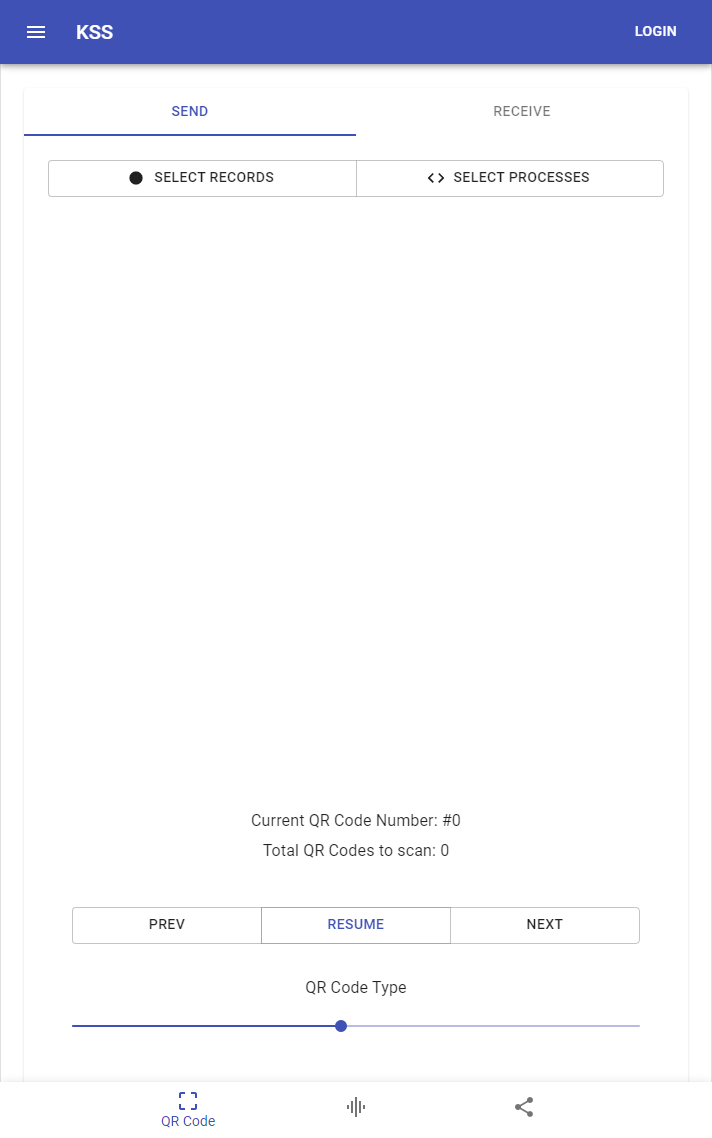 KSS
LOGIN
SEND
RECEIVE
SELECT RECORDS
SELECT PROCESSES
Current QR Code Number: #0
Total QR Codes to scan: 0
PREV
RESUME
NEXT
QR Code Type
QR Code